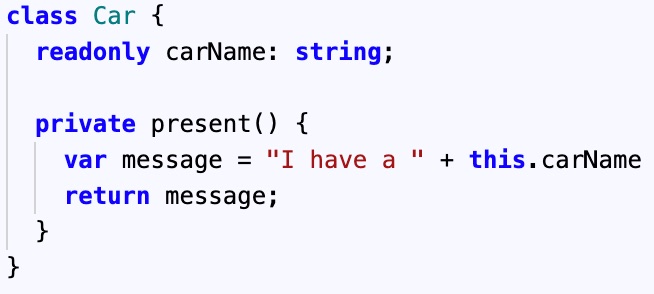 class Car {
readonly carName: string;
private present() {
var message = "I have a " + this.carName
return message;
}
}